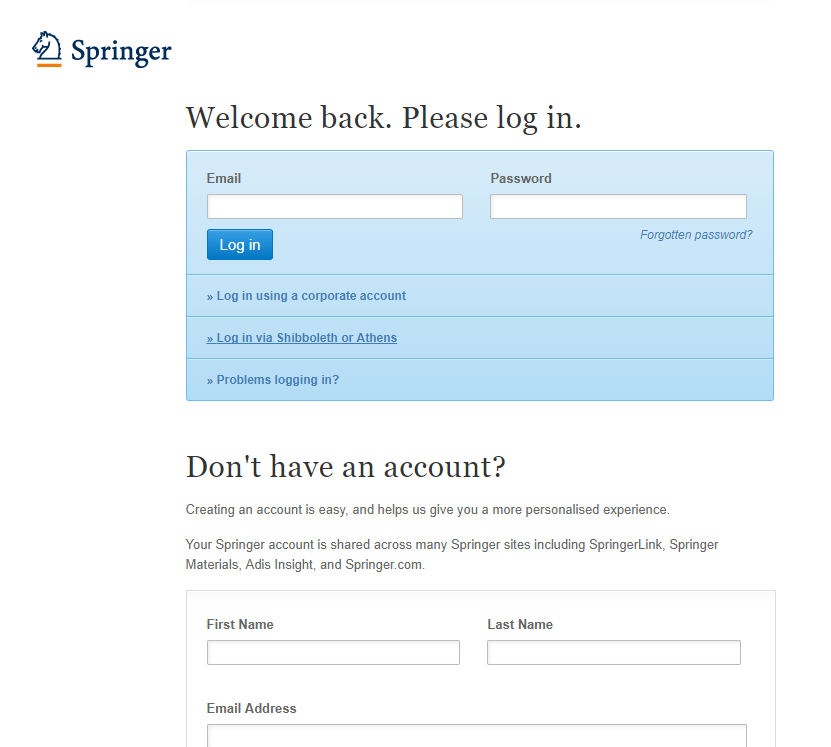 Springer
Welcome back. Please log in.
Email
Password
Forgotten password?
Log in
» Log in using a corporate account
» Log in via Shibboleth or Athens
» Problems logging in?
Don't have an account?
Creating an account is easy, and helps us give you a more personalised experience.
Your Springer account is shared across many Springer sites including SpringerLink, Springer
Materials, Adis Insight, and Springer.com.
First Name
Last Name
Email Address